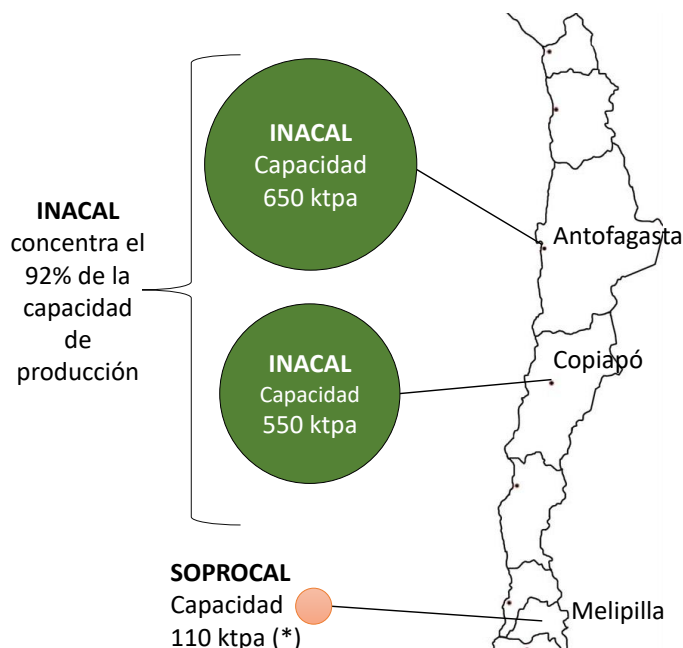 INACAL
Capacidad
650 ktpa
INACAL
concentra el
92% de la
capacidad
de
producción
Antofagasta
INACAL
Capacidad
550 ktpa
Copiapó
SOPROCAL
Capacidad
110 ktpa (*)
Melipilla